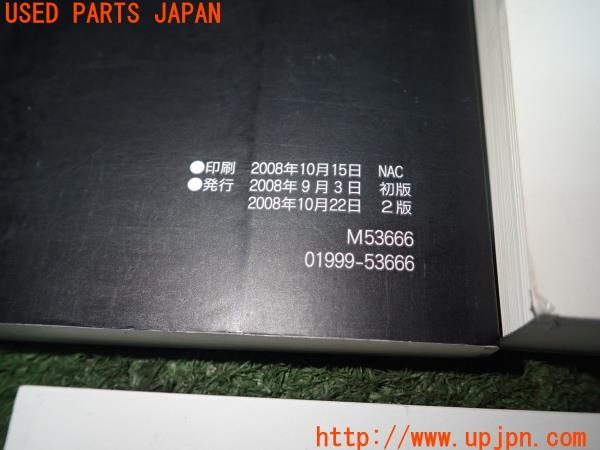 USED PARTS JAPAN
●印刷 2008年10月15日 NAC
●発行 2008年9月3日 初版
2008年10月22日 2版
M53666
01999-53666
http://www.upjpn.com/